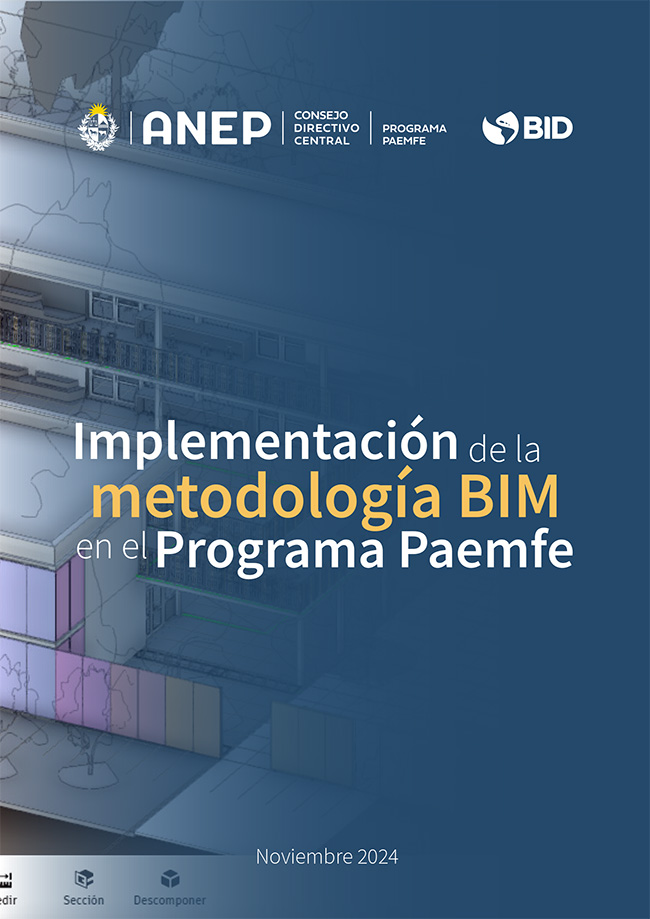 ANEP
CONSEJO
DIRECTIVO
CENTRAL
PROGRAMA
PAEMFE
BID
Implementación de la
metodología BIM
en el Programa Paemfe
Noviembre 2024
edir
Sección
Descomponer